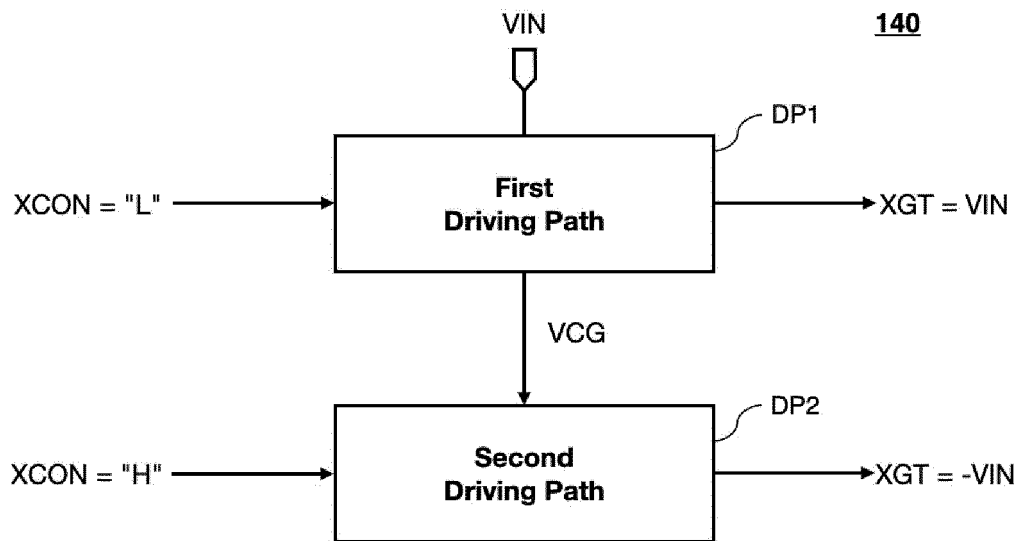 VIN
140
DP1
XCON = "L"
First
Driving Path
XGT = VIN
VCG
DP2
XCON = "H"
Second
Driving Path
XGT = -VIN